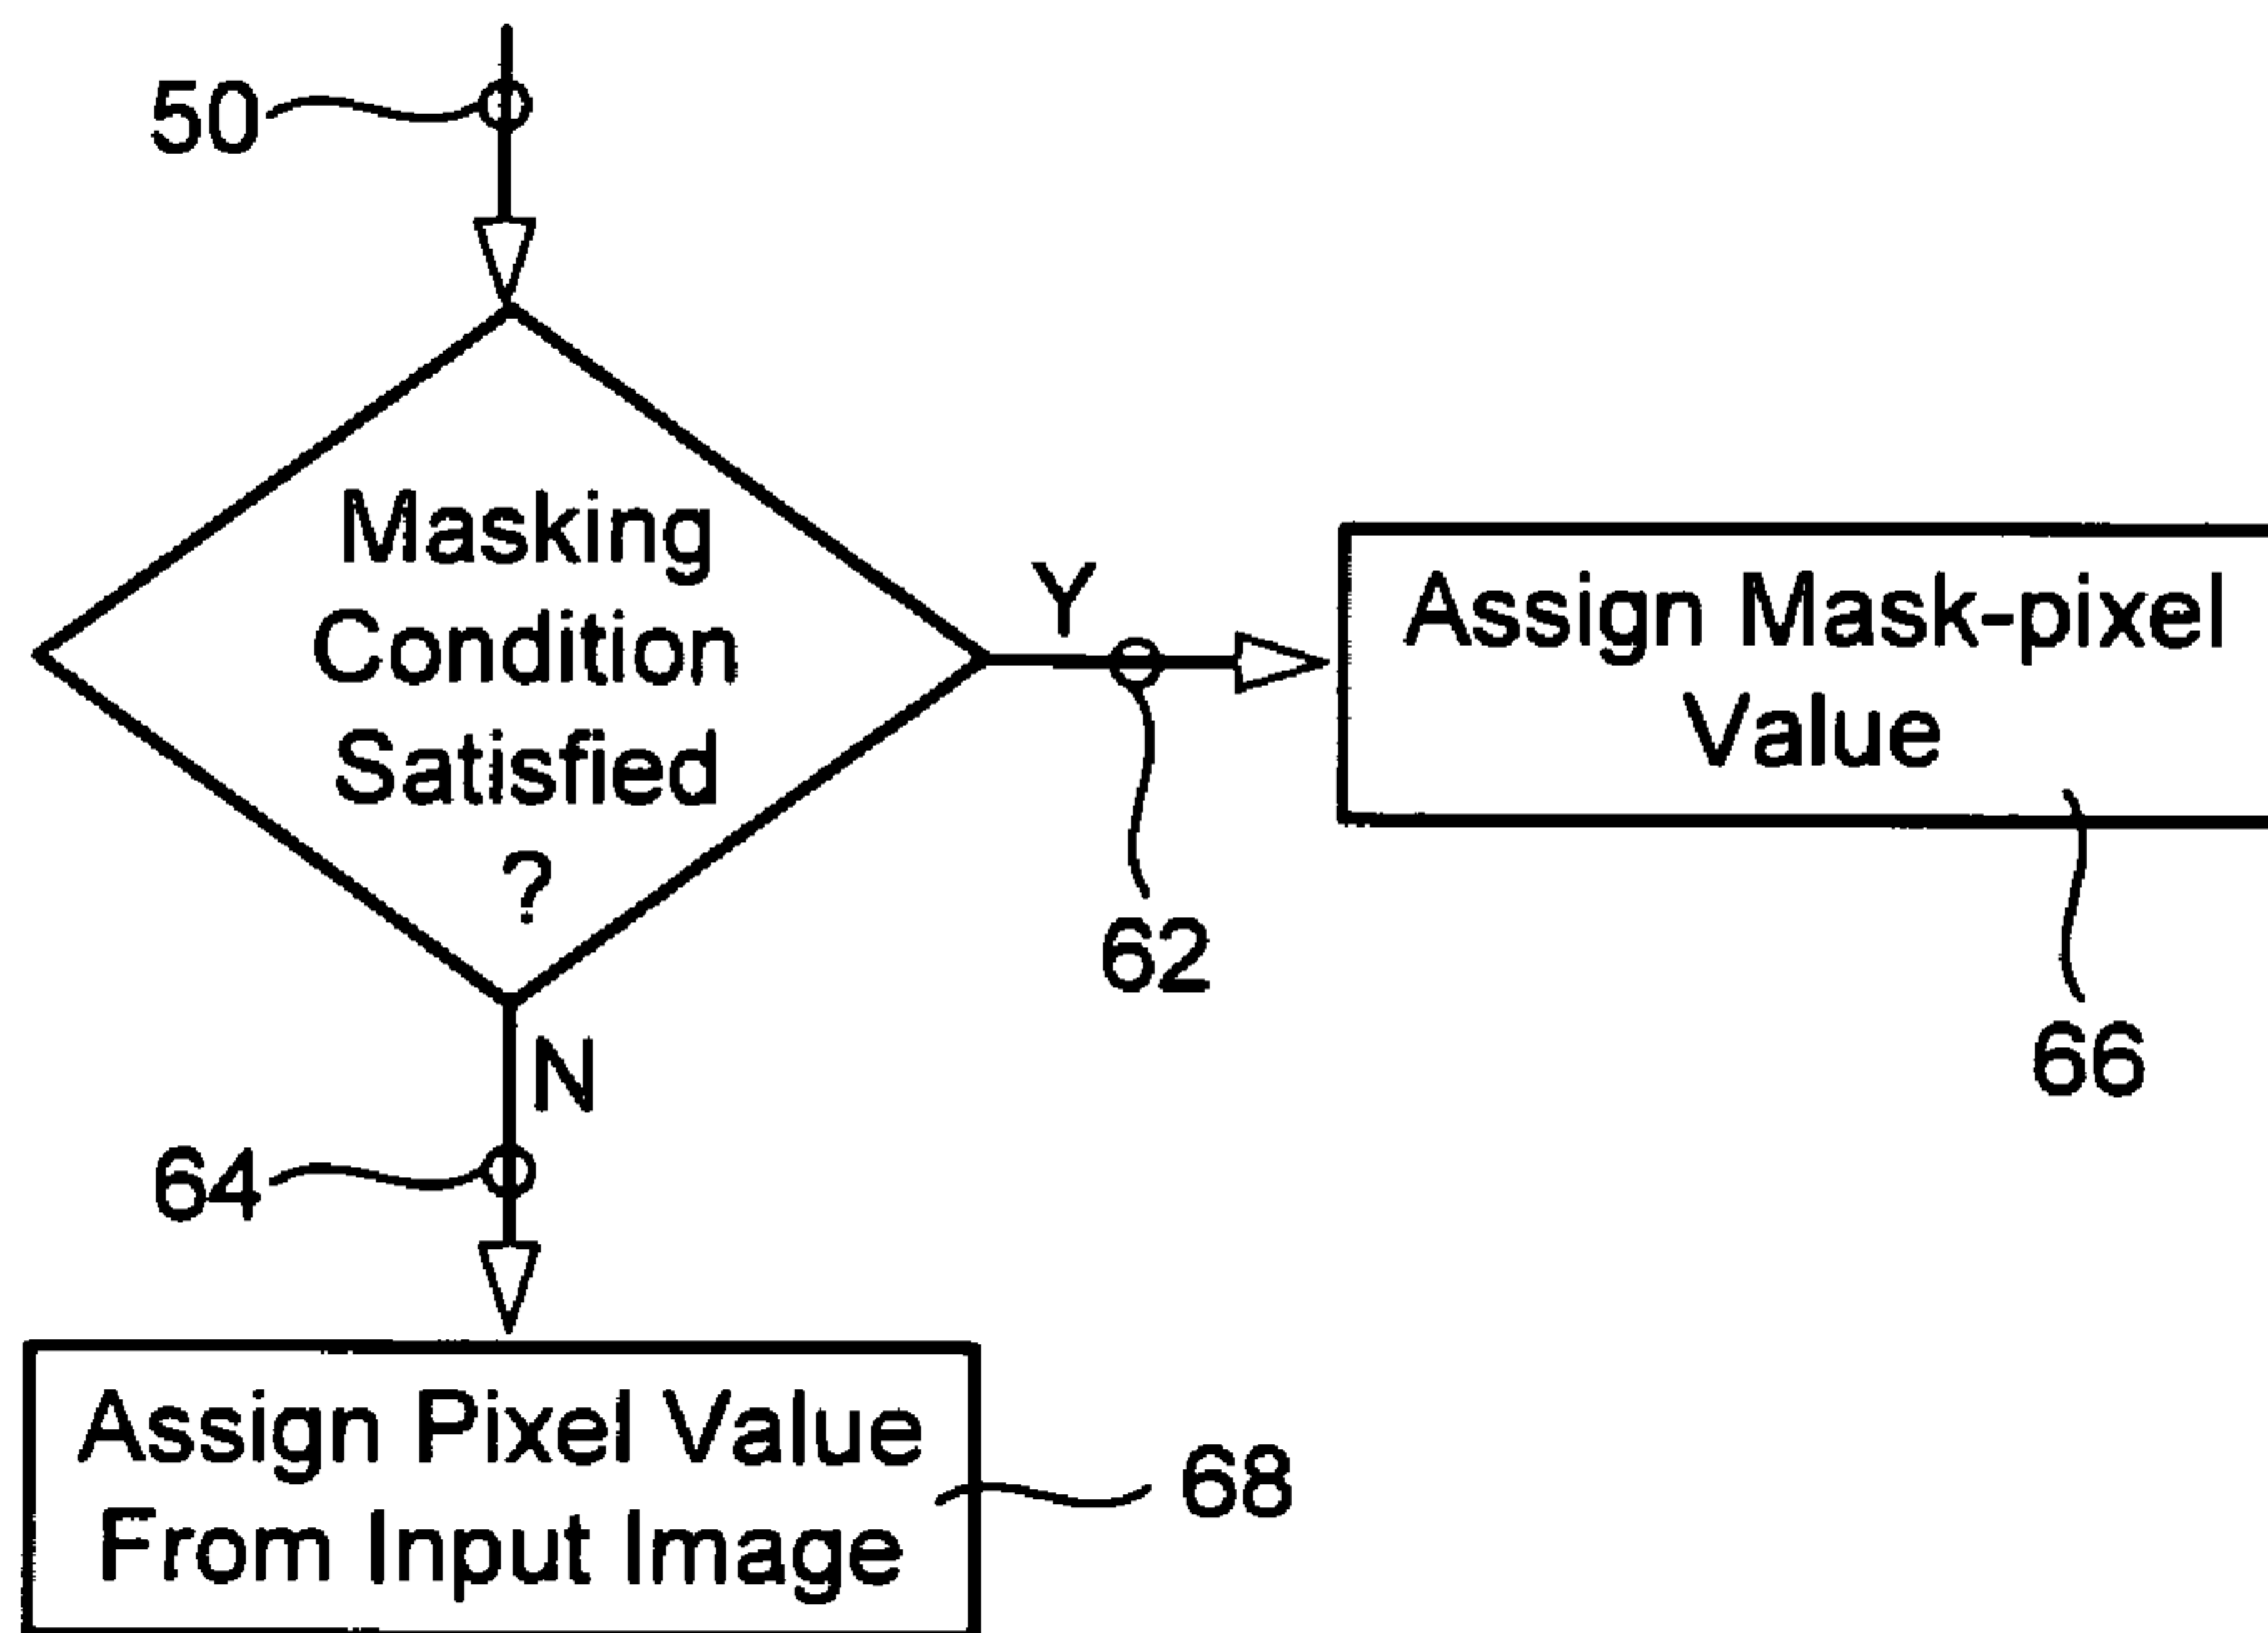 50
Masking
Condition
Satisfied
?
Y
62
Assign Mask-pixel
Value
66
N
64
Assign Pixel Value
From Input Image
68